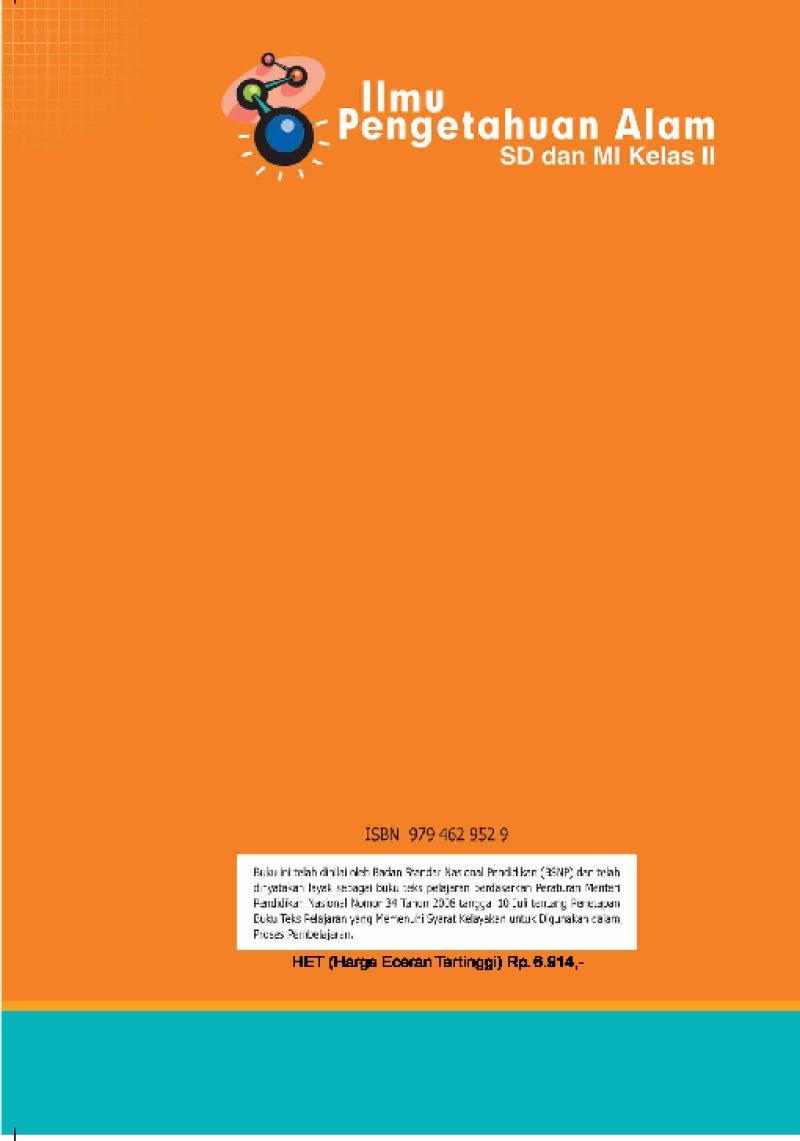 Ilmu
Pengetahuan Alam
SD dan MI Kelas II
ISBN 979 462 952 9
Buku ini telah dinilai oleh Badan Standar Nasional Pendidikan (BSNP) dan telah
dinyatakan layak sebagai buku teks pelajaran berdasarkan Peraturan Menteri
Pendidikan Nasional Nomor 34 Tahun 2008 tanggal 10 Juli tentang Penetapan
Buku Teks Pelajaran yang Memenuhi Syarat Kelayakan untuk Digunakan dalam
Proses Pembelajaran.
HET (Harga Eceran Tertinggi) Rp.